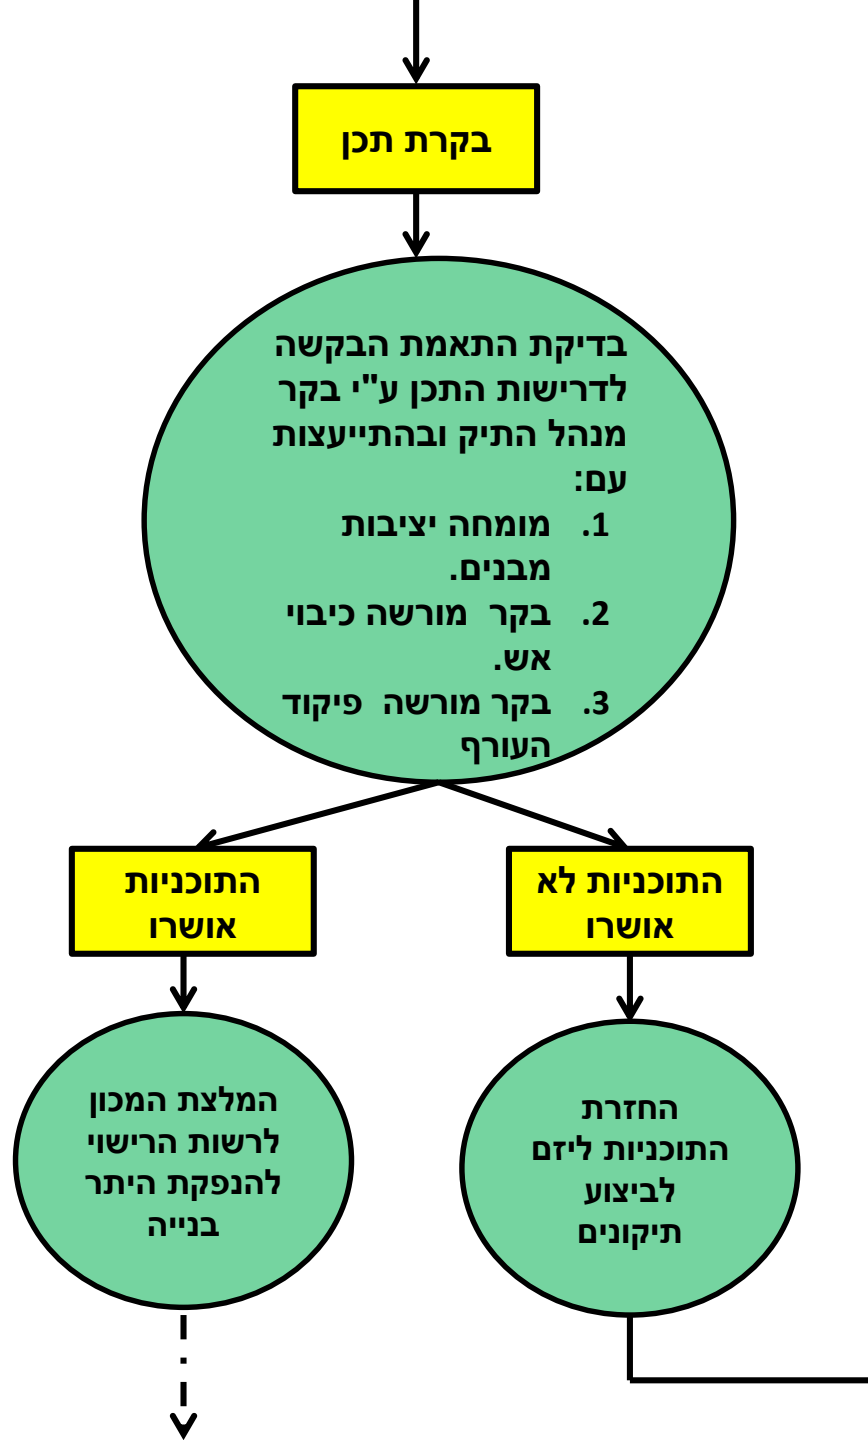 בקרת תכן
בדיקת התאמת הבקשה
לדרישות התכן ע"י בקר
מנהל התיק ובהתייעצות
עם:
1. מומחה יציבות
מבנים.
2. בקר מורשה כיבוי
אש.
3. בקר מורשה פיקוד
העורף
התוכניות לא
אושרו
התוכניות
אושרו
החזרת
התוכניות ליזם
לביצוע
תיקונים
המלצת המכון
לרשות הרישוי
להנפקת היתר
בנייה